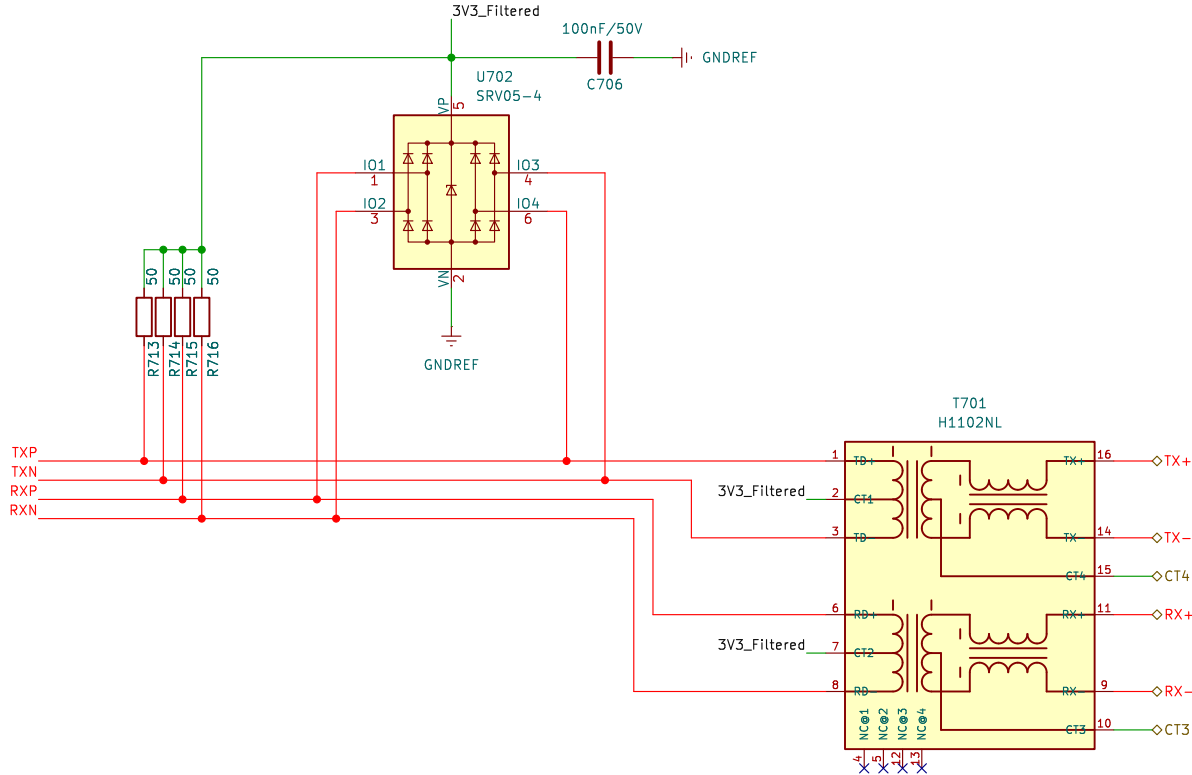 3V3_Filtered
100nF/50V
GNDREF
C706
U702
SRV05-4
VP
5
IO1
1
IO3
4
IO2
3
IO4
6
VN
2
GNDREF
50
50
50
50
R713
R714
R715
R716
T701
H1102NL
TXP
TXN
RXP
RXN
1
TD+
TX+
16
TX+
3V3_Filtered
2
CT1
3
TD-
TX-
14
TX-
CT4
15
CT4
6
RD+
RX+
11
RX+
3V3_Filtered
7
CT2
8
RD-
RX-
9
RX-
CT3
10
CT3
NC@1
NC@2
NC@3
NC@4
4
5
12
13